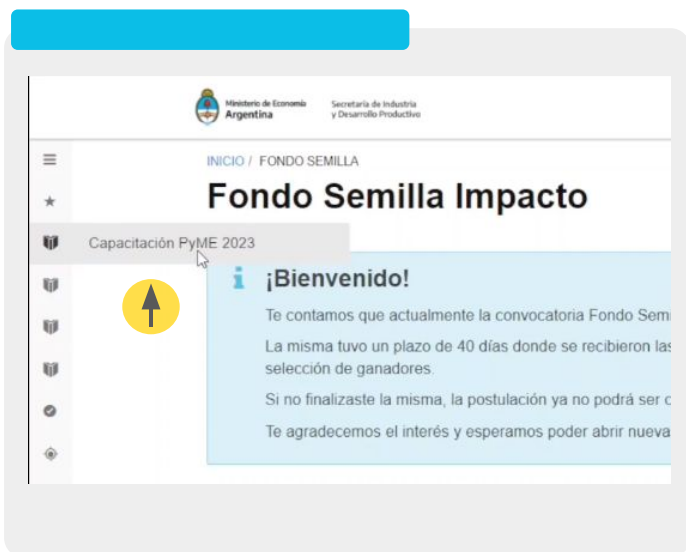 Ministerio de Economía
Argentina
Secretaría de Industria
y Desarrollo Productivo
INICIO / FONDO SEMILLA
Fondo Semilla Impacto
Capacitación PyME 2023
¡Bienvenido!
Te contamos que actualmente la convocatoria Fondo Sem
La misma tuvo un plazo de 40 días donde se recibieron las
selección de ganadores.
Si no finalizaste la misma, la postulación ya no podrá ser
Te agradecemos el interés y esperamos poder abrir nueva